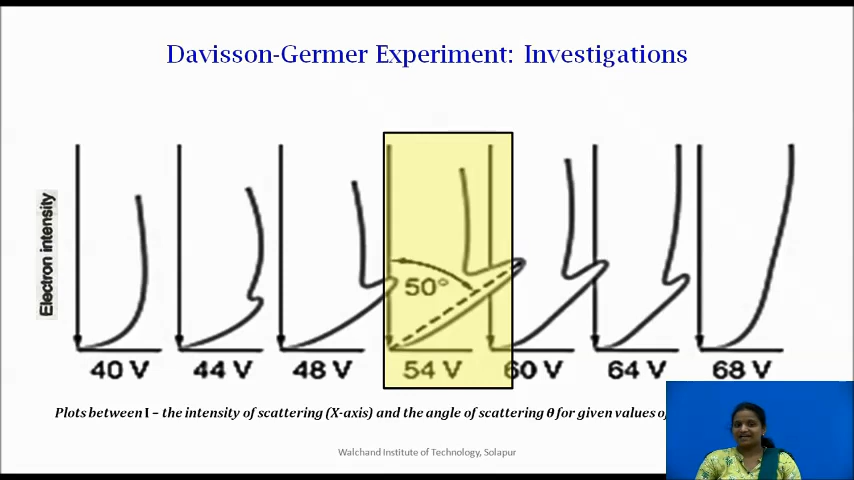 Davisson-Germer Experiment: Investigations
Electron intensity
50°
40 V 44 V 48 V 54 V 60 V 64 V 68 V
Plots between I – the intensity of scattering (X-axis) and the angle of scattering θ for given values
Walchand Institute of Technology, Solapur